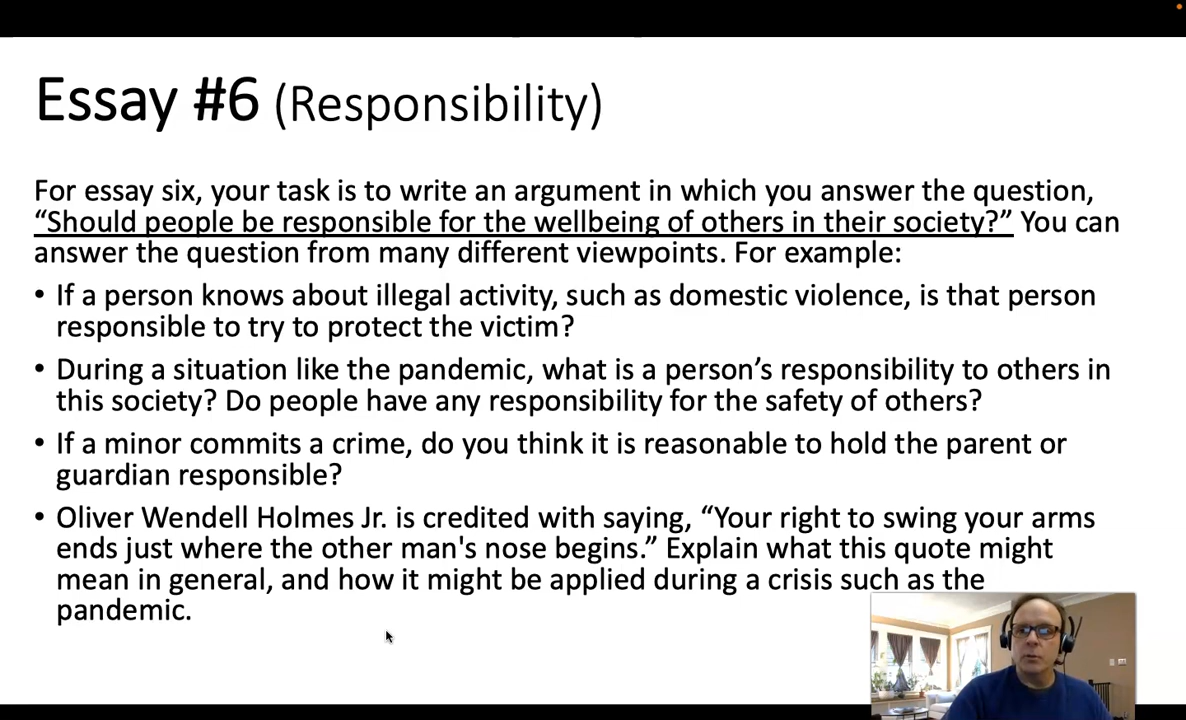 Essay #6 (Responsibility)
For essay six, your task is to write an argument in which you answer the question,
“Should people be responsible for the wellbeing of others in their society?” You can
answer the question from many different viewpoints. For example:
• If a person knows about illegal activity, such as domestic violence, is that person
responsible to try to protect the victim?
• During a situation like the pandemic, what is a person’s responsibility to others in
this society? Do people have any responsibility for the safety of others?
• If a minor commits a crime, do you think it is reasonable to hold the parent or
guardian responsible?
• Oliver Wendell Holmes Jr. is credited with saying, “Your right to swing your arms
ends just where the other man's nose begins.” Explain what this quote might
mean in general, and how it might be applied during a crisis such as the
pandemic.